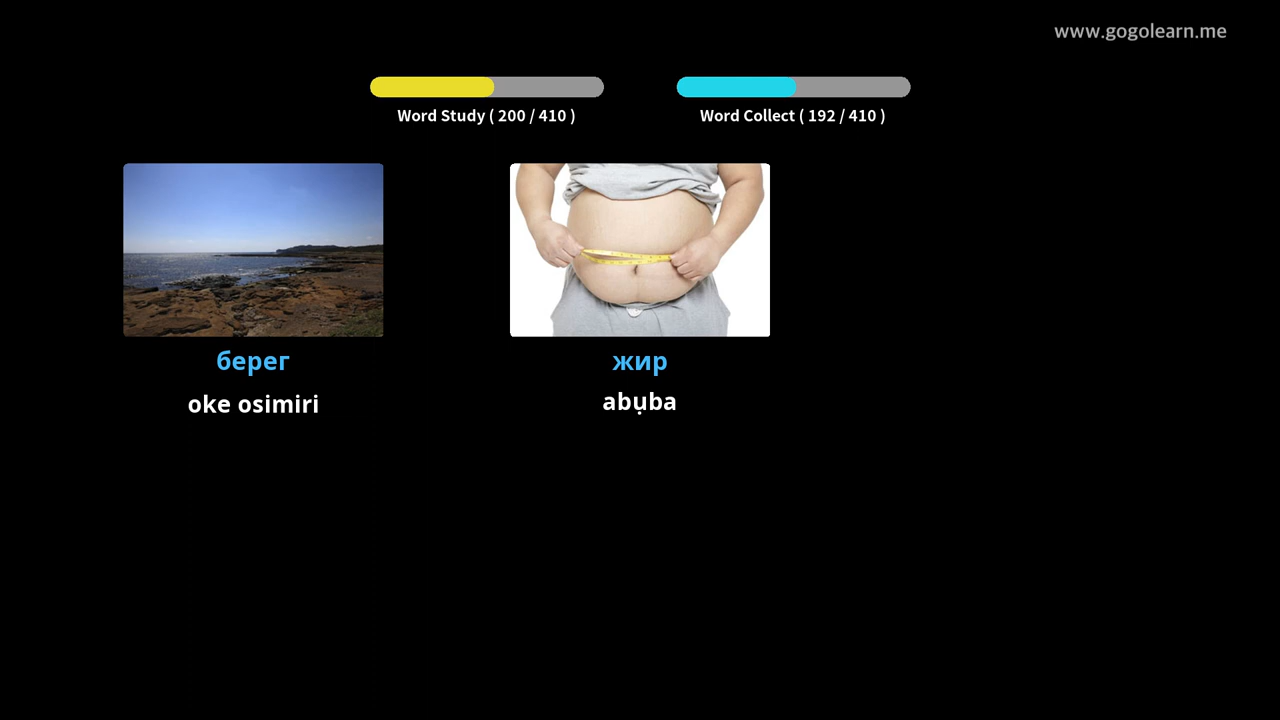 www.gogolearn.me
Word Study ( 200 / 410 )
Word Collect ( 192 / 410 )
берег
жир
oke osimiri
abụba